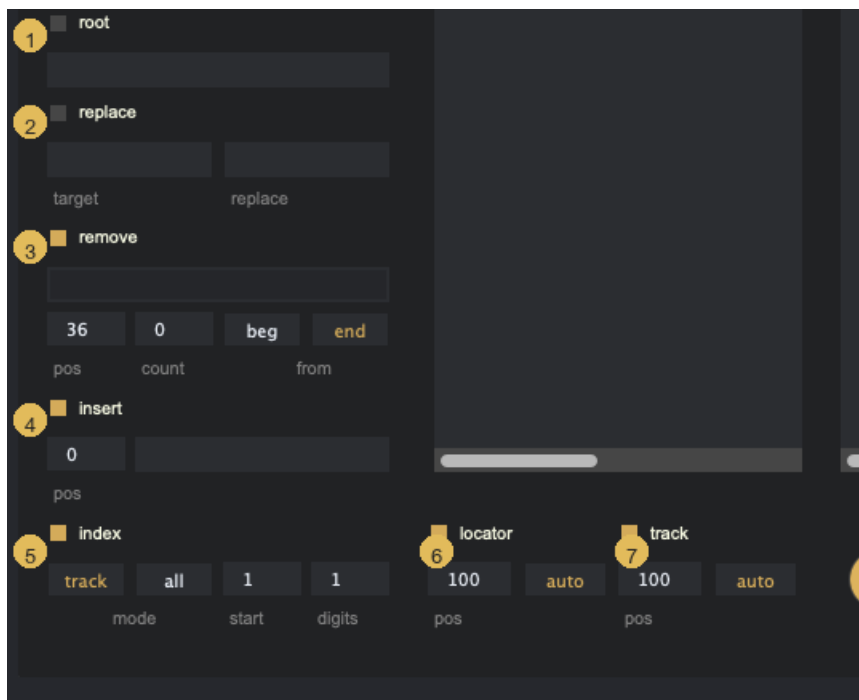 1 root
2 replace
target replace
3 remove
36 0 beg end
pos count from
4 insert
0
pos
5 index 6 locator 7 track
track all 1 1 100 auto 100 auto
mode start digits pos pos